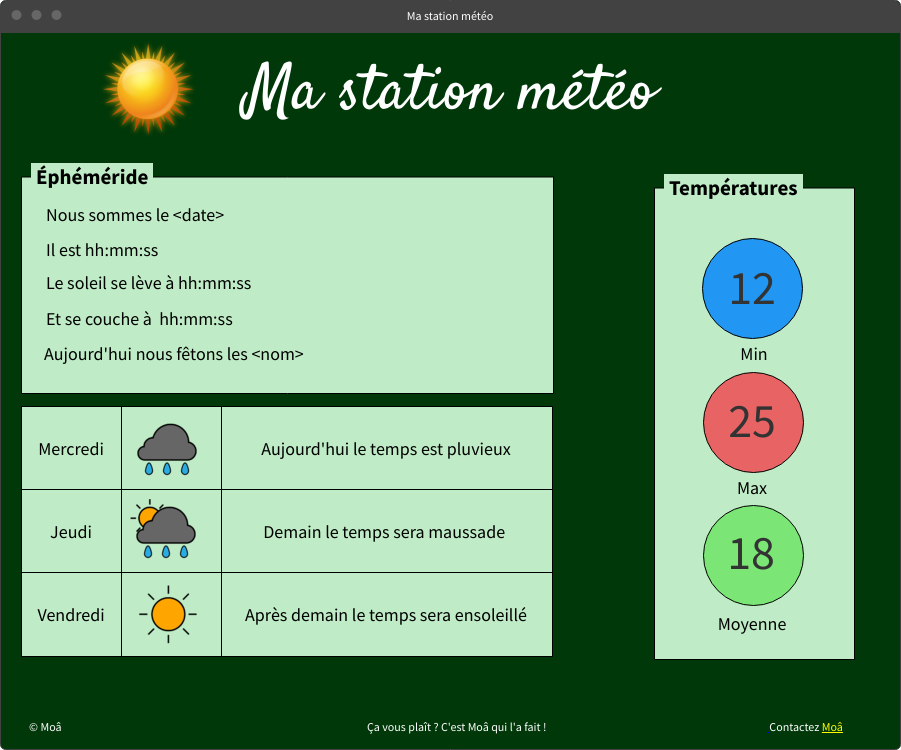 Ma station météo
Ma station météo
Éphéméride
Nous sommes le <date>
Il est hh:mm:ss
Le soleil se lève à hh:mm:ss
Et se couche à  hh:mm:ss
Aujourd'hui nous fêtons les <nom>
Mercredi
Aujourd'hui le temps est pluvieux
Jeudi
Demain le temps sera maussade
Vendredi
Après demain le temps sera ensoleillé
Températures
12
Min
25
Max
18
Moyenne
© Moâ
Ça vous plaît ? C'est Moâ qui l'a fait !
Contactez Moâ